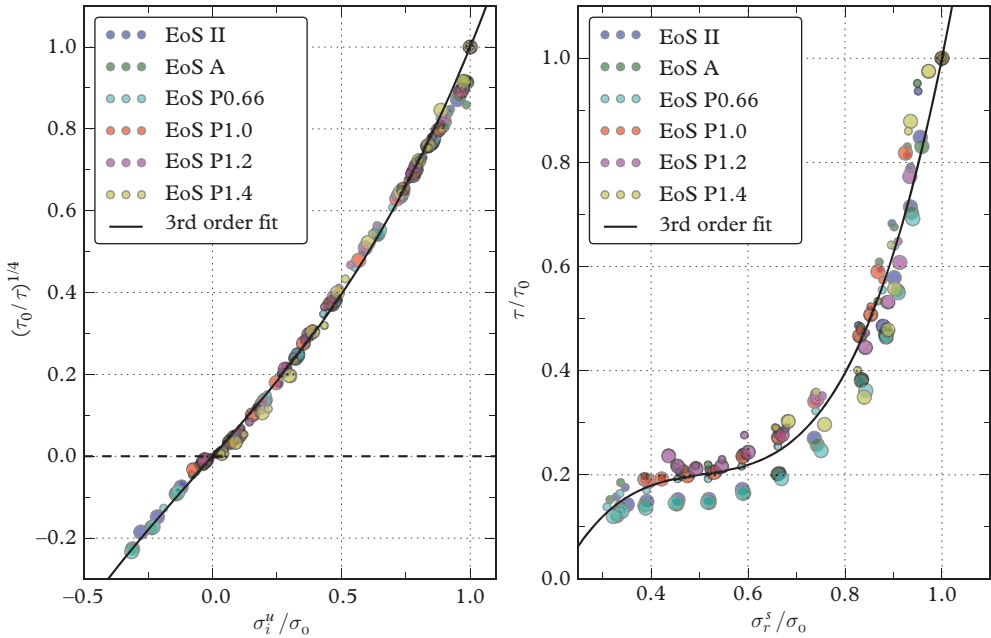 EoS II
EoS A
EoS P0.66
EoS P1.0
EoS P1.2
EoS P1.4
3rd order fit
1.0
0.8
0.6
0.4
0.2
0.0
−0.2
(τ₀/τ)^1/4
−0.5
0.0
0.5
1.0
σᵢᵘ/σ₀
EoS II
EoS A
EoS P0.66
EoS P1.0
EoS P1.2
EoS P1.4
3rd order fit
1.0
0.8
0.6
0.4
0.2
0.0
τ/τ₀
0.4
0.6
0.8
1.0
σᵣˢ/σ₀